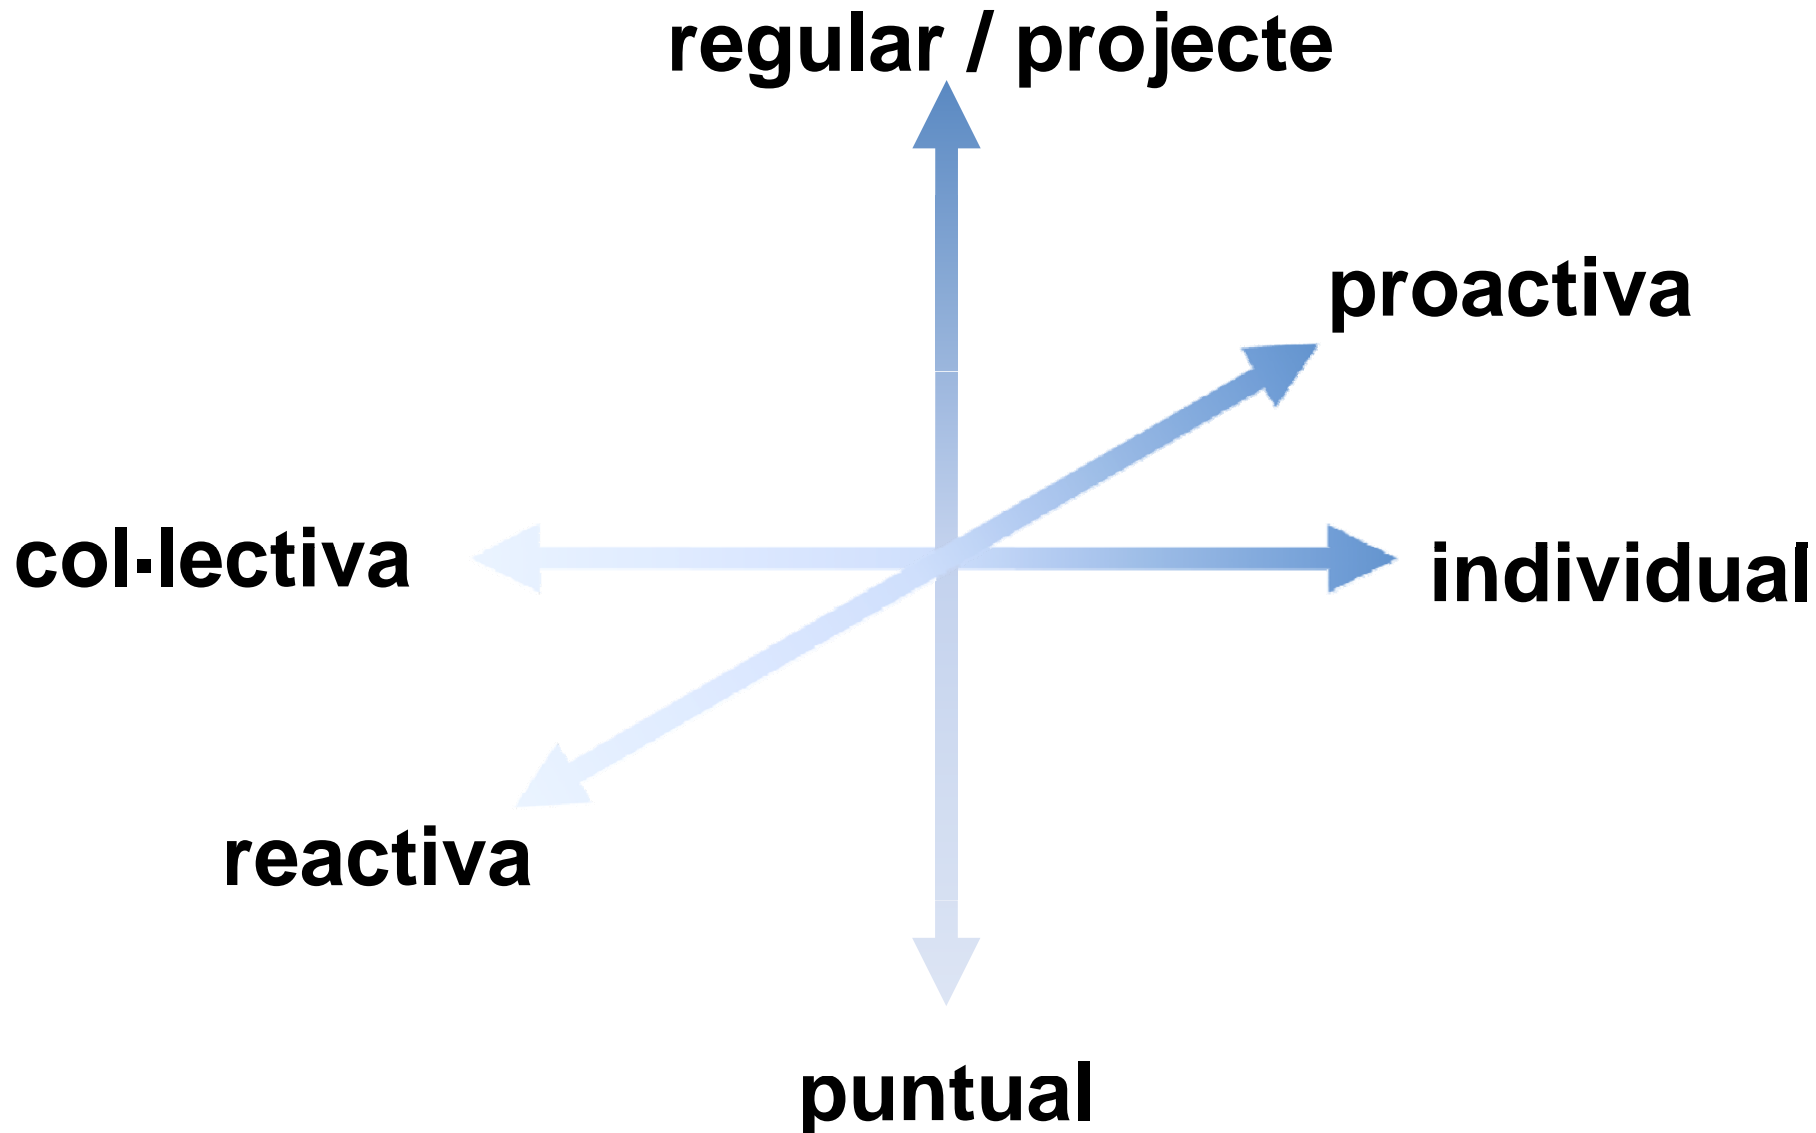 regular / projecte
proactiva
col·lectiva
individual
reactiva
puntual